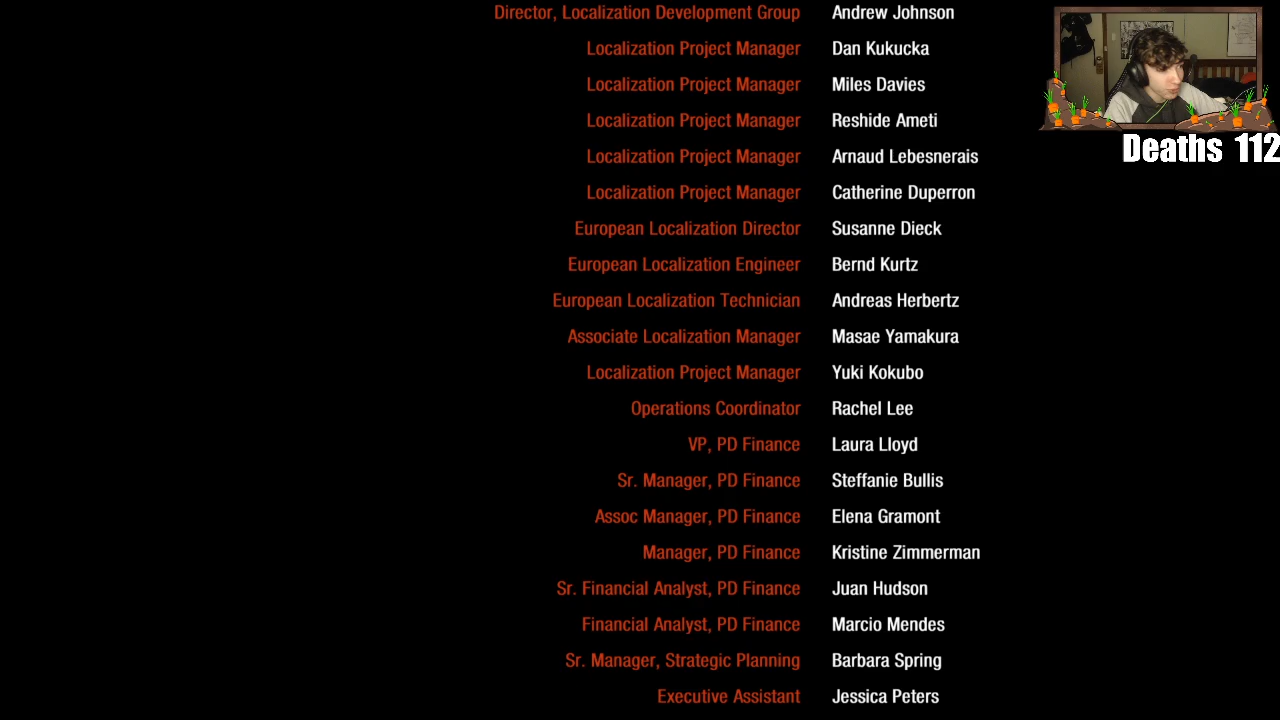 Director, Localization Development Group Andrew Johnson
Localization Project Manager Dan Kukucka
Localization Project Manager Miles Davies
Localization Project Manager Reshide Ameti
Localization Project Manager Arnaud Lebesnerais
Localization Project Manager Catherine Duperron
European Localization Director Susanne Dieck
European Localization Engineer Bernd Kurtz
European Localization Technician Andreas Herbertz
Associate Localization Manager Masae Yamakura
Localization Project Manager Yuki Kokubo
Operations Coordinator Rachel Lee
VP, PD Finance Laura Lloyd
Sr. Manager, PD Finance Steffanie Bullis
Assoc Manager, PD Finance Elena Gramont
Manager, PD Finance Kristine Zimmerman
Sr. Financial Analyst, PD Finance Juan Hudson
Financial Analyst, PD Finance Marcio Mendes
Sr. Manager, Strategic Planning Barbara Spring
Executive Assistant Jessica Peters
Deaths 112